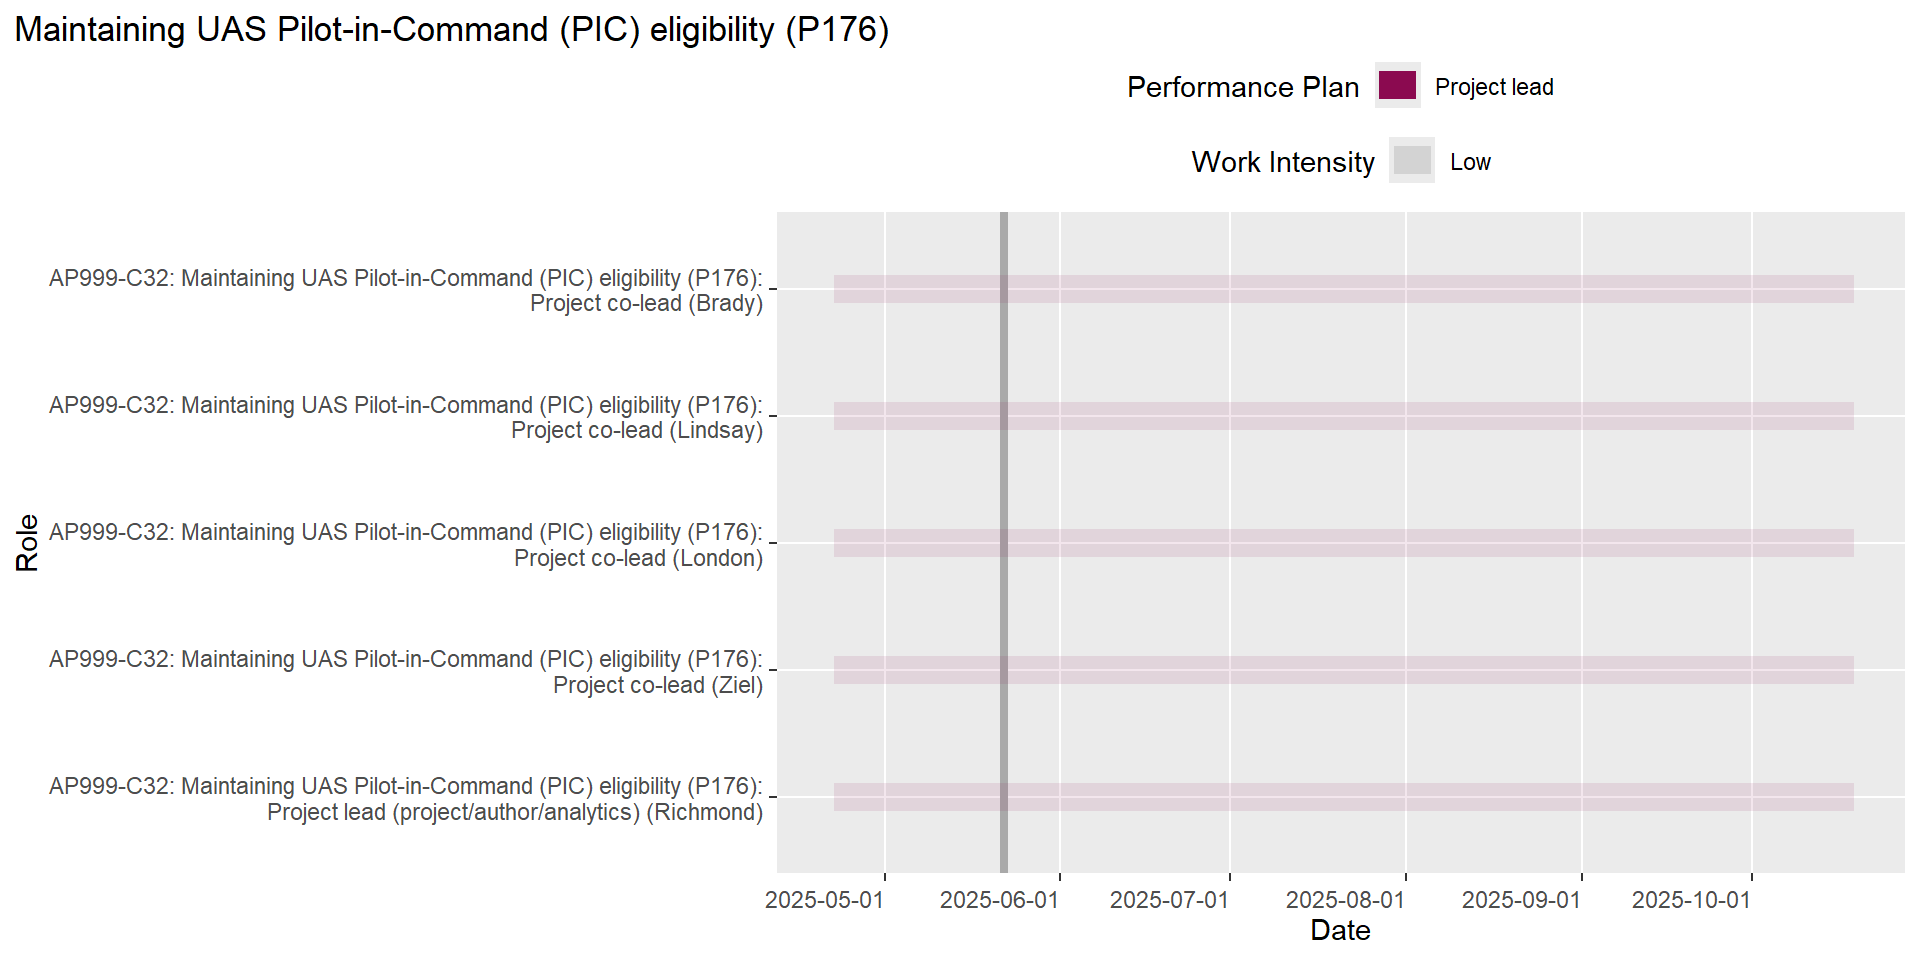 Maintaining UAS Pilot-in-Command (PIC) eligibility (P176)
Performance Plan
Project lead
Work Intensity
Low
AP999-C32: Maintaining UAS Pilot-in-Command (PIC) eligibility (P176):
Project co-lead (Brady)
AP999-C32: Maintaining UAS Pilot-in-Command (PIC) eligibility (P176):
Project co-lead (Lindsay)
AP999-C32: Maintaining UAS Pilot-in-Command (PIC) eligibility (P176):
Project co-lead (London)
AP999-C32: Maintaining UAS Pilot-in-Command (PIC) eligibility (P176):
Project co-lead (Ziel)
AP999-C32: Maintaining UAS Pilot-in-Command (PIC) eligibility (P176):
Project lead (project/author/analytics) (Richmond)
Role
2025-05-01
2025-06-01
2025-07-01
2025-08-01
2025-09-01
2025-10-01
Date